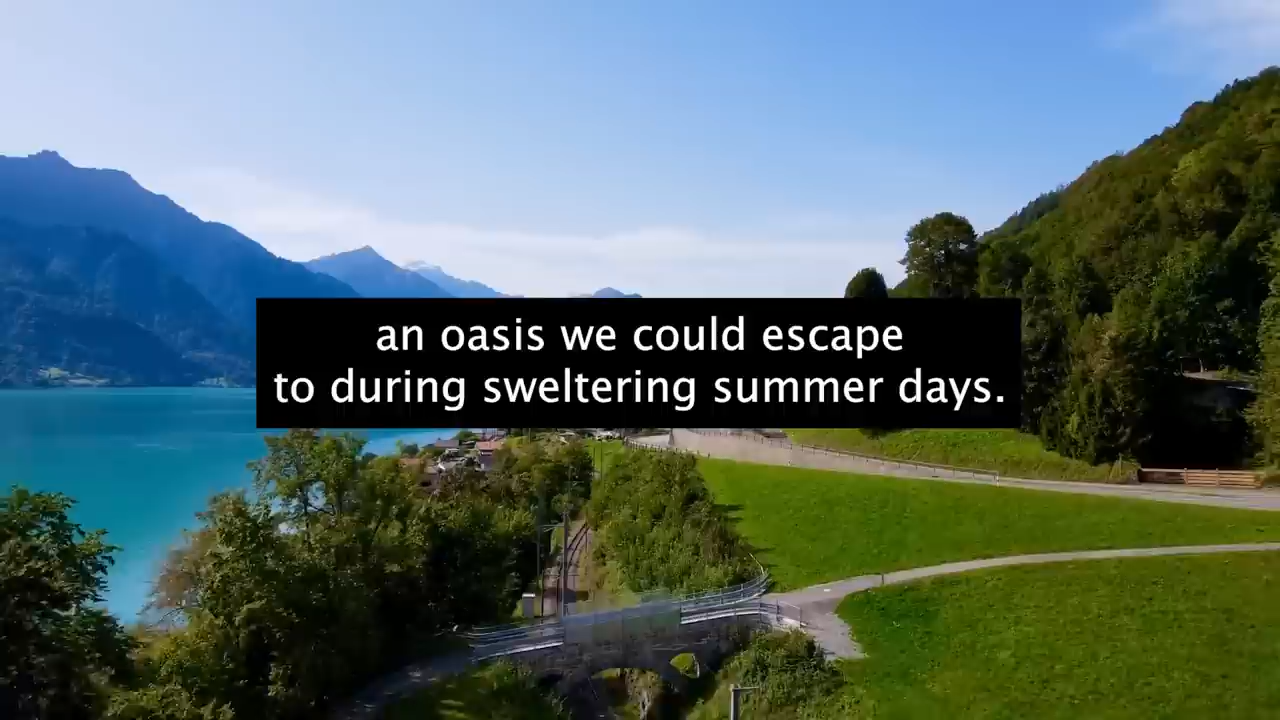 an oasis we could escape
to during sweltering summer days.